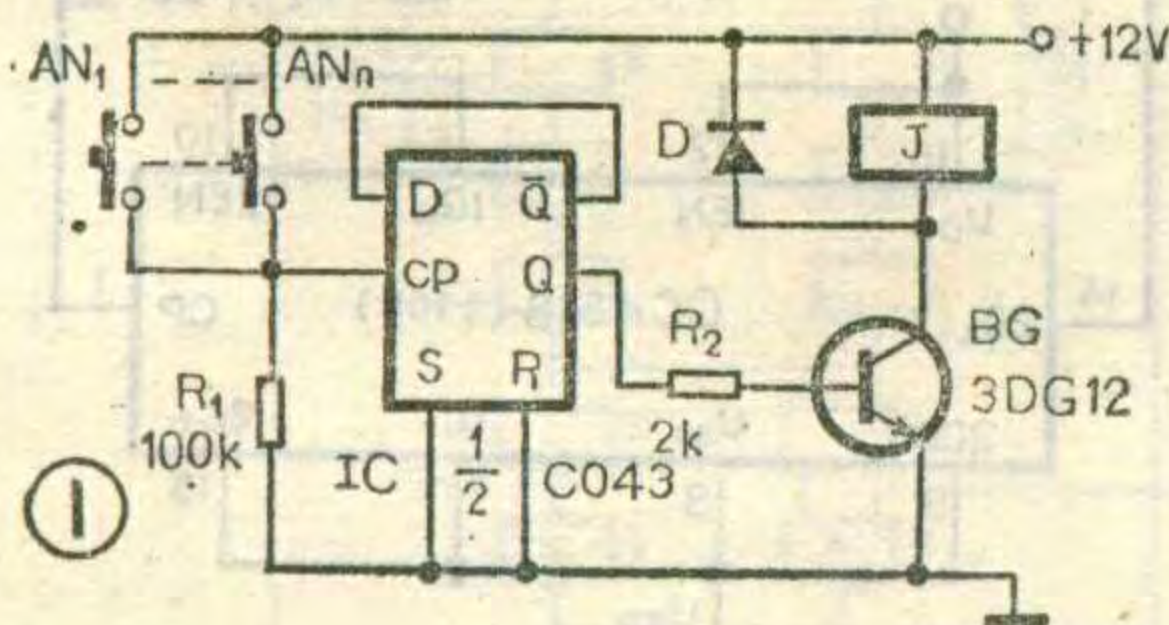 +12V
AN₁ ANₙ
D J
D Q̄
CP Q
BG
R₂
S R
3DG12
R₁
100k
2k
IC 1/2 C043
1